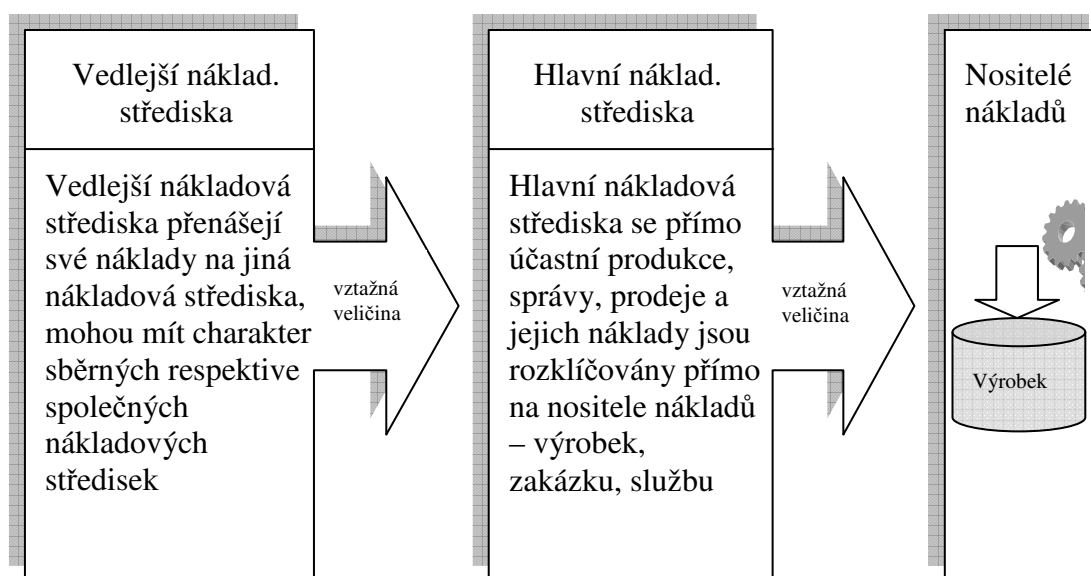 Vedlejší náklad.
střediska
Vedlejší nákladová
střediska přenášejí
své náklady na jiná
nákladová střediska,
mohou mít charakter
sběrných respektive
společných
nákladových
středisek
vztažná
veličina
Hlavní náklad.
střediska
Hlavní nákladová
střediska se přímo
účastní produkce,
správy, prodeje a
jejich náklady jsou
rozklíčovány přímo
na nositele nákladů
– výrobek,
zakázku, službu
vztažná
veličina
Nositelé
nákladů
Výrobek